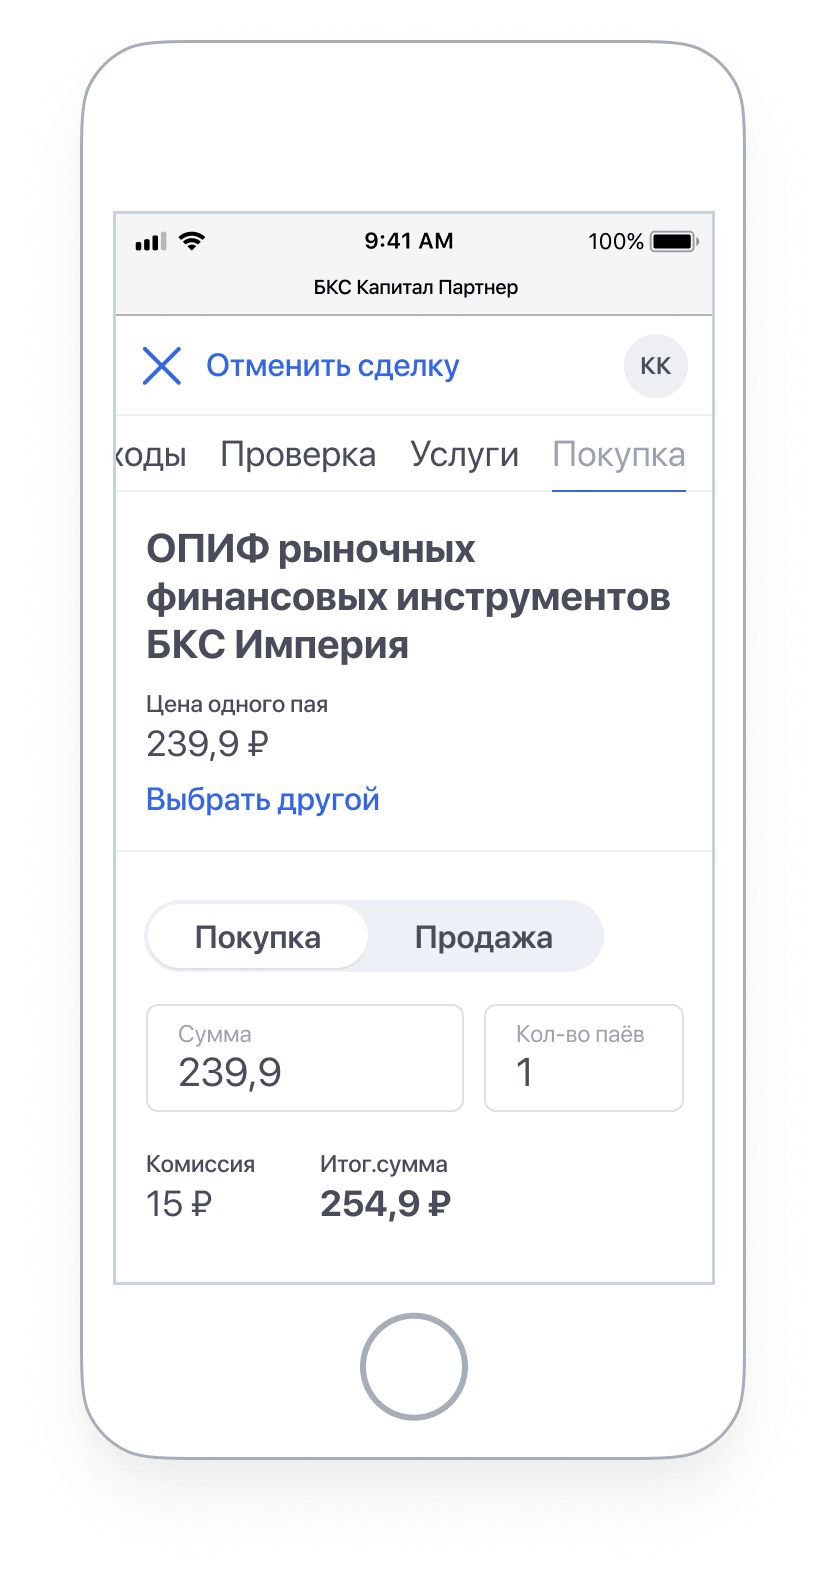 9:41 AM 100%
БКС Капитал Партнер
Отменить сделку КК
ходы Проверка Услуги Покупка
ОПИФ рыночных
финансовых инструментов
БКС Империя
Цена одного пая
239,9 ₽
Выбрать другой
Покупка Продажа
Сумма Кол-во паёв
239,9 1
Комиссия Итог.сумма
15 ₽ 254,9 ₽